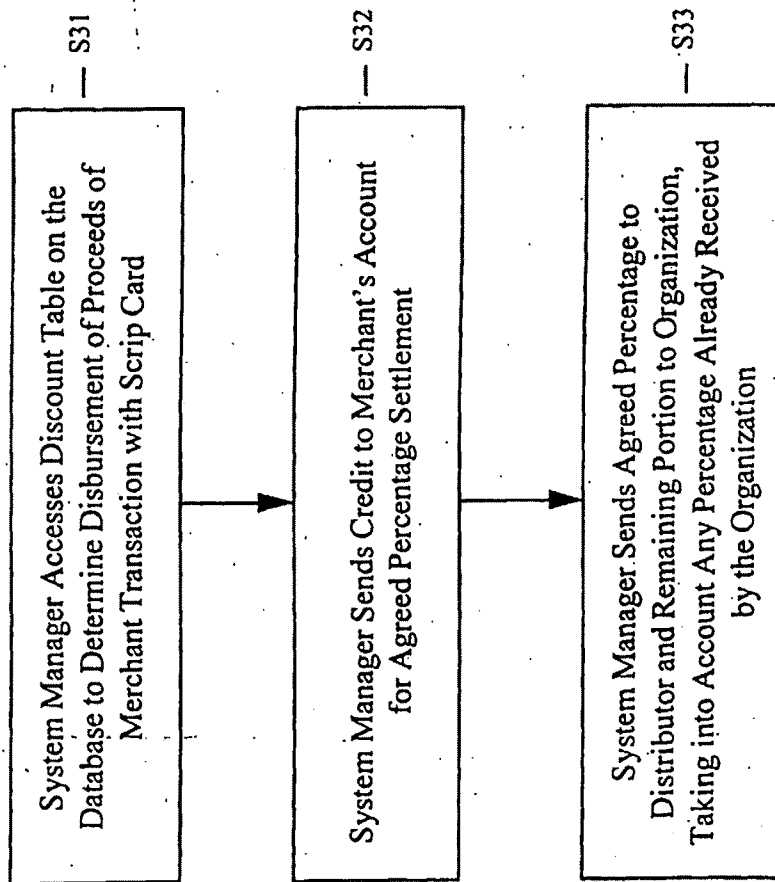 System Manager Accesses Discount Table on the
Database to Determine Disbursement of Proceeds of
Merchant Transaction with Scrip Card
S31
System Manager Sends Credit to Merchant's Account
for Agreed Percentage Settlement
S32
System Manager Sends Agreed Percentage to
Distributor and Remaining Portion to Organization,
Taking into Account Any Percentage Already Received
by the Organization
S33